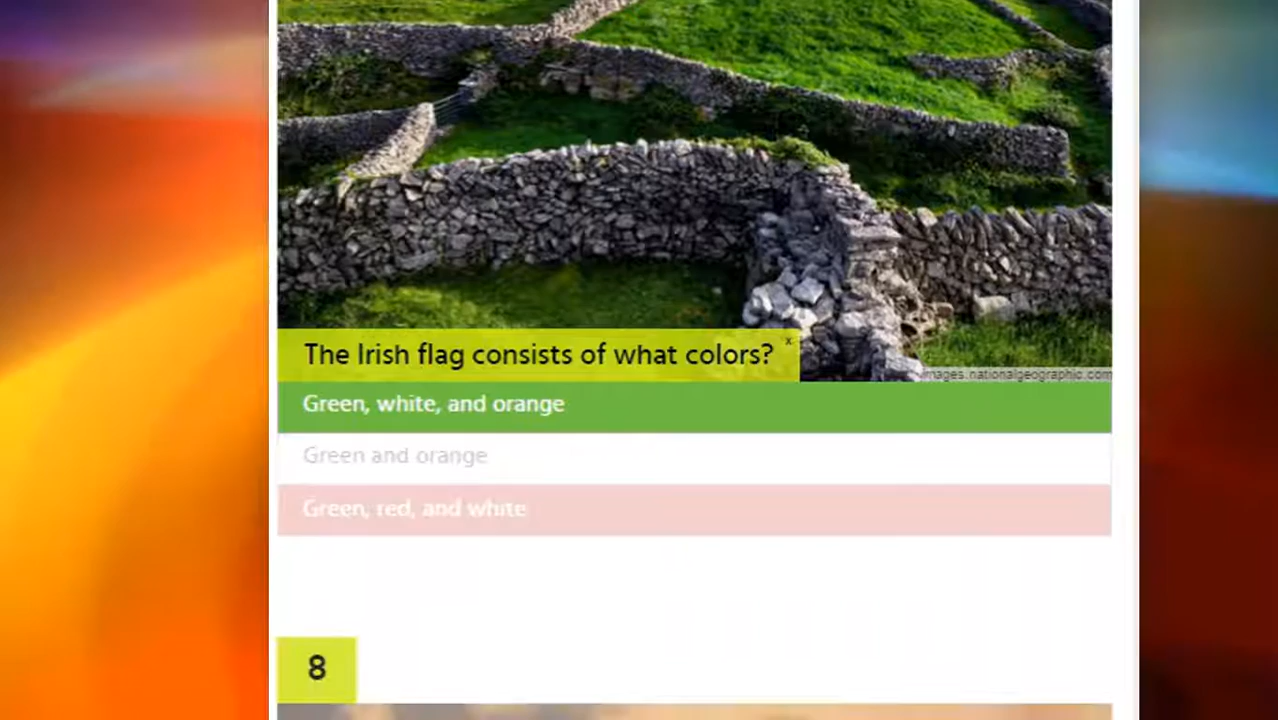 The Irish flag consists of what colors?
x
images.nationalgeographic.com
Green, white, and orange
Green and orange
Green, red, and white
8